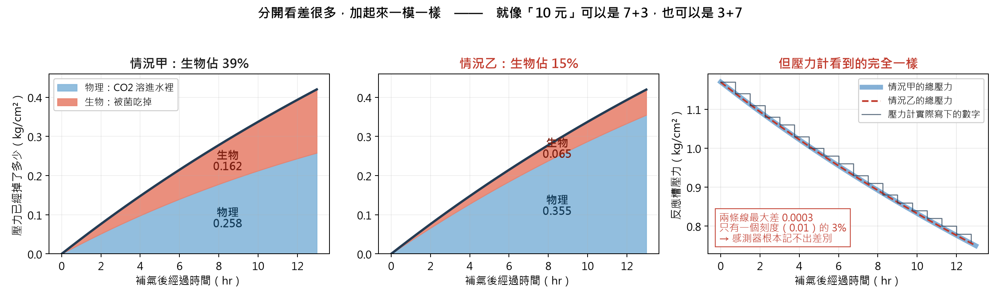 分開看差很多，加起來一模一樣 —— 就像「10 元」可以是 7+3，也可以是 3+7
情況甲：生物佔 39%
壓力已經掉了多少（kg/cm²）
0.4
0.3
0.2
0.1
0.0
物理：CO2 溶進水裡
生物：被菌吃掉
生物
0.162
物理
0.258
0 2 4 6 8 10 12
補氣後經過時間（hr）
情況乙：生物佔 15%
0.4
0.3
0.2
0.1
0.0
生物
0.065
物理
0.355
0 2 4 6 8 10 12
補氣後經過時間（hr）
但壓力計看到的完全一樣
反應槽壓力（kg/cm²）
1.1
1.0
0.9
0.8
情況甲的總壓力
情況乙的總壓力
壓力計實際寫下的數字
兩條線最大差 0.0003
只有一個刻度（0.01）的 3%
→ 感測器根本記不出差別
0 2 4 6 8 10 12
補氣後經過時間（hr）